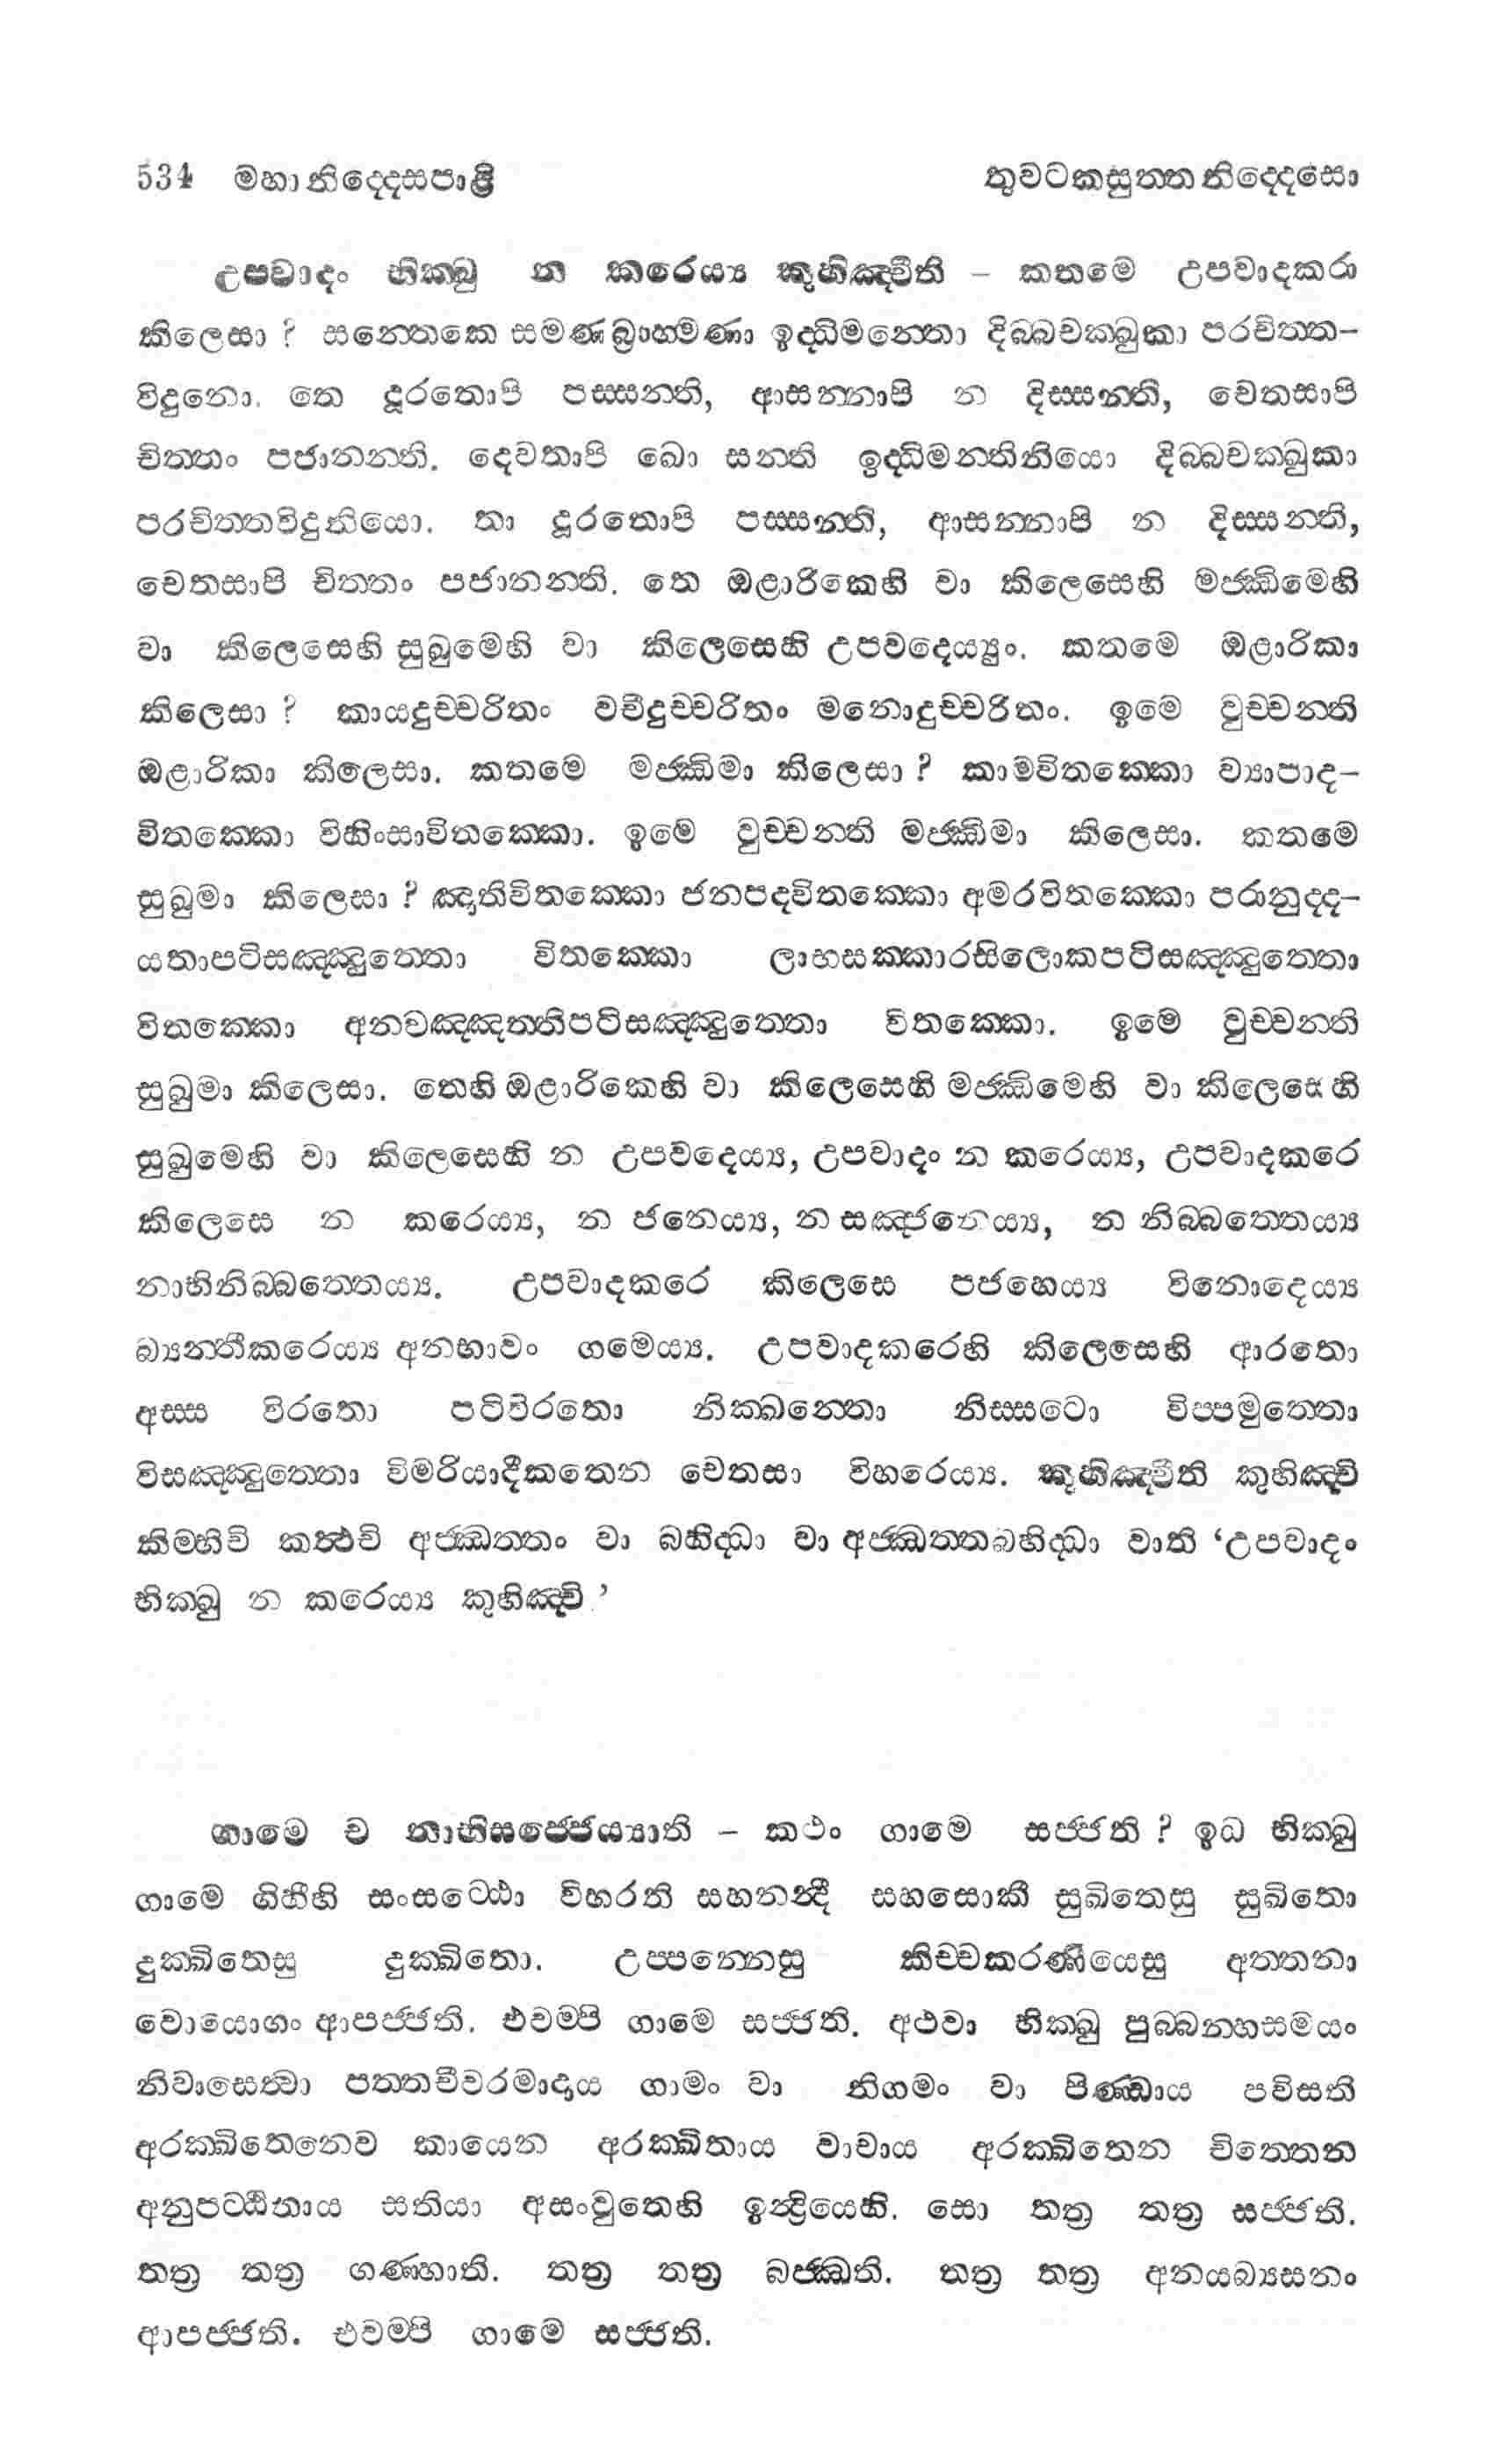 534 මහානිද්දෙසපාළි තුවටකසුත්තනිද්දෙසො
උපවාදං භික්ඛු න කරෙය්‍ය කුහිඤ්චීති – කතමෙ උපවාදකරා
කිලෙසා ? සන්තෙකෙ සමණබ්‍රාහ්මණා ඉද්ධිමන්තො දිබ්බචක්ඛුකා පරචිත්ත–
විදුනො. තෙ දූරතොපි පස්සන්ති, ආසන්නාපි න දිස්සන්ති, චෙතසාපි
චිත්තං පජානන්ති. දෙවතාපි ඛො සන්ති ඉද්ධිමන්තිනියො දිබ්බචක්ඛුකා
පරචිත්තවිදුනියො. තා දූරතොපි පස්සන්ති, ආසන්නාපි න දිස්සන්ති,
චෙතසාපි චිත්තං පජානන්ති. තෙ ඔළාරිකෙහි වා කිලෙසෙහි මජ්ඣිමෙහි
වා කිලෙසෙහි සුඛුමෙහි වා කිලෙසෙහි උපවදෙය්‍යුං. කතමෙ ඔළාරිකා
කිලෙසා ? කායදුච්චරිතං වචීදුච්චරිතං මනොදුච්චරිතං. ඉමෙ වුච්චන්ති
ඔළාරිකා කිලෙසා. කතමෙ මජ්ඣිමා කිලෙසා ? කාමවිතක්කො ව්‍යාපාද–
විතක්කො විහිංසාවිතක්කො. ඉමෙ වුච්චන්ති මජ්ඣිමා කිලෙසා. කතමෙ
සුඛුමා කිලෙසා ? ඤාතිවිතක්කො ජනපදවිතක්කො අමරවිතක්කො පරානුද්ද–
යතාපටිසඤ්ඤුත්තො විතක්කො ලාභසක්කාරසිලොකපටිසඤ්ඤුත්තො
විතක්කො අනවඤ්ඤත්තිපටිසඤ්ඤුත්තො විතක්කො. ඉමෙ වුච්චන්ති
සුඛුමා කිලෙසා. තෙහි ඔළාරිකෙහි වා කිලෙසෙහි මජ්ඣිමෙහි වා කිලෙසෙහි
සුඛුමෙහි වා කිලෙසෙහි න උපවදෙය්‍ය, උපවාදං න කරෙය්‍ය, උපවාදකරෙ
කිලෙසෙ න කරෙය්‍ය, න ජනෙය්‍ය, න සඤ්ජනෙය්‍ය, න නිබ්බත්තෙය්‍ය
නාභිනිබ්බත්තෙය්‍ය. උපවාදකරෙ කිලෙසෙ පජහෙය්‍ය විනොදෙය්‍ය
බ්‍යන්තීකරෙය්‍ය අනභාවං ගමෙය්‍ය. උපවාදකරෙහි කිලෙසෙහි ආරතො
අස්ස විරතො පටිවිරතො නික්ඛන්තො නිස්සටො විප්පමුත්තො
විසඤ්ඤුත්තො විමරියාදීකතෙන චෙතසා විහරෙය්‍ය. කුහිඤ්චීති කුහිඤ්චි
කිම්හිචි කත්ථචි අජ්ඣත්තං වා බහිද්ධා වා අජ්ඣත්තබහිද්ධා වාති ‘උපවාදං
භික්ඛු න කරෙය්‍ය කුහිඤ්චි.’
ගාමෙ ච නාභිසජ්ජෙය්‍යාති – කථං ගාමෙ සජ්ජති ? ඉධ භික්ඛු
ගාමෙ ගිහීහි සංසට්ඨො විහරති සහනන්දී සහසොකී සුඛිතෙසු සුඛිතො
දුක්ඛිතෙසු දුක්ඛිතො. උප්පන්නෙසු කිච්චකරණීයෙසු අත්තනා
වොයොගං ආපජ්ජති. එවම්පි ගාමෙ සජ්ජති. අථවා භික්ඛු පුබ්බන්හසමයං
නිවාසෙත්වා පත්තචීවරමාදාය ගාමං වා නිගමං වා පිණ්ඩාය පවිසති
අරක්ඛිතෙනෙව කායෙන අරක්ඛිතාය වාචාය අරක්ඛිතෙන චිත්තෙන
අනුපට්ඨිතාය සතියා අසංවුතෙහි ඉන්ද්‍රියෙහි. සො තත්‍ර තත්‍ර සජ්ජති.
තත්‍ර තත්‍ර ගණ්හාති. තත්‍ර තත්‍ර බජ්ඣති. තත්‍ර තත්‍ර අනයබ්‍යසනං
ආපජ්ජති. එවම්පි ගාමෙ සජ්ජති.